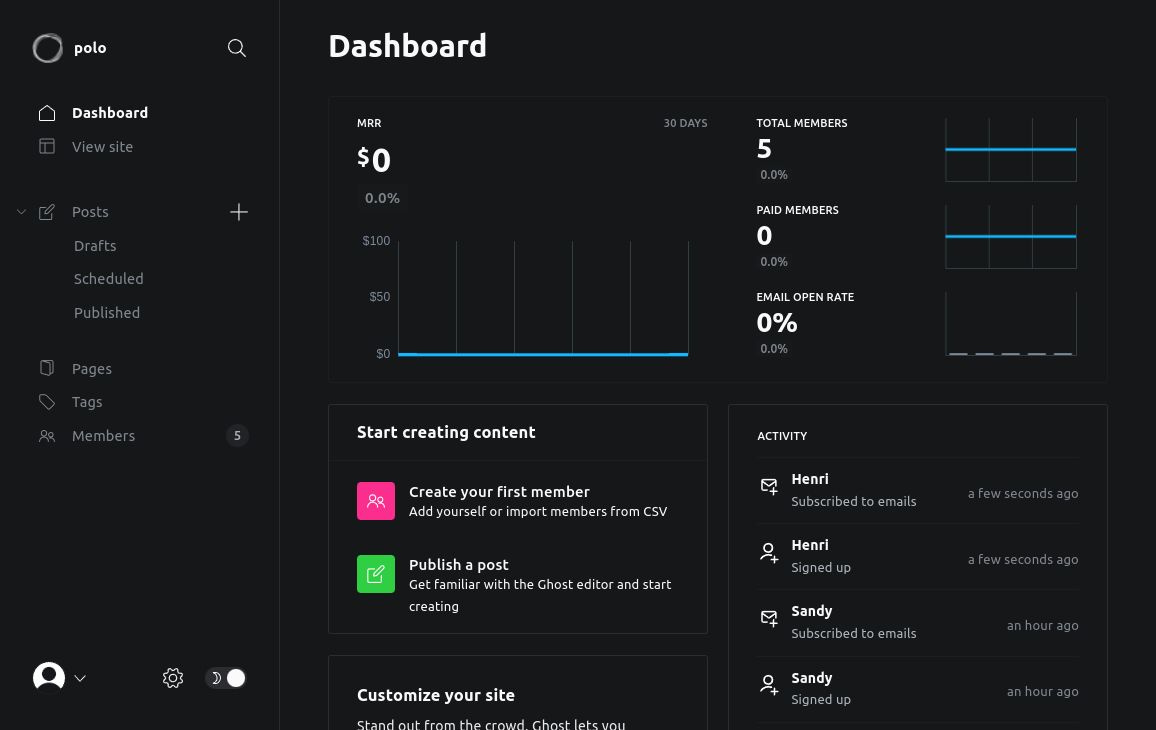 polo
Dashboard
View site
Posts
Drafts
Scheduled
Published
Pages
Tags
Members 5
Dashboard
MRR 30 DAYS
$0
0.0%
$100
$50
$0
TOTAL MEMBERS
5
0.0%
PAID MEMBERS
0
0.0%
EMAIL OPEN RATE
0%
0.0%
Start creating content
Create your first member
Add yourself or import members from CSV
Publish a post
Get familiar with the Ghost editor and start
creating
Customize your site
Stand out from the crowd. Ghost lets you
ACTIVITY
Henri
Subscribed to emails a few seconds ago
Henri
Signed up a few seconds ago
Sandy
Subscribed to emails an hour ago
Sandy
Signed up an hour ago